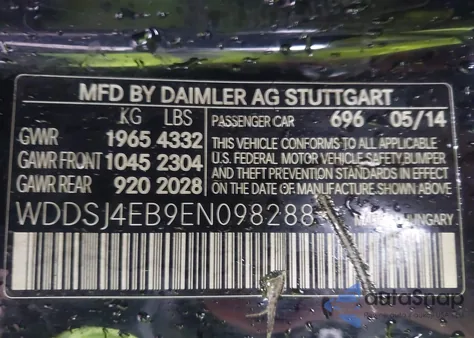 MFD BY DAIMLER AG STUTTGART
KG LBS PASSENGER CAR 696 05/14
GVWR 1965 4332 THIS VEHICLE CONFORMS TO ALL APPLICABLE
GAWR FRONT 1045 2304 U.S. FEDERAL MOTOR VEHICLE SAFETY, BUMPER
AND THEFT PREVENTION STANDARDS IN EFFECT
GAWR REAR 920 2028 ON THE DATE OF MANUFACTURE SHOWN ABOVE.
WDDSJ4EB9EN098288 HUNGARY
autoSnap